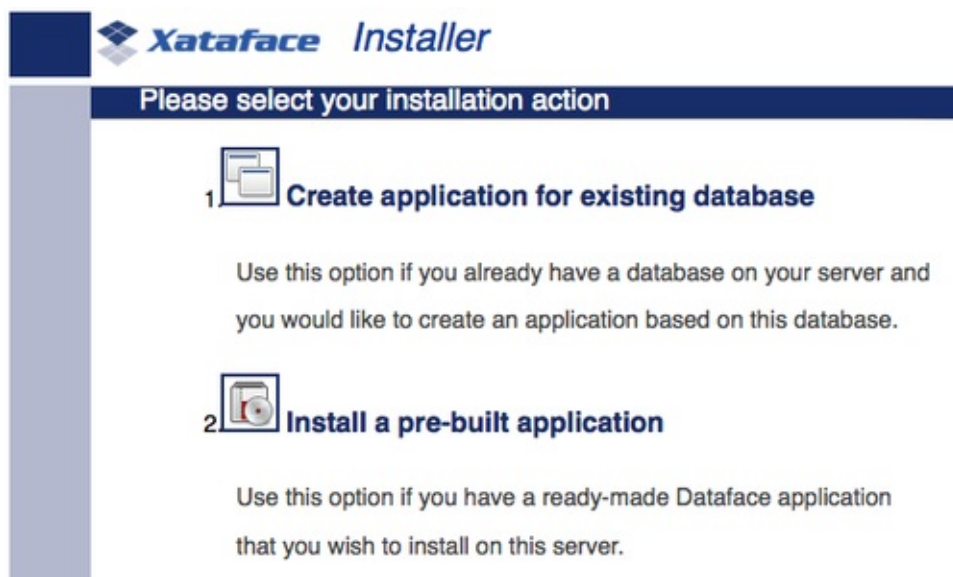 Xataface Installer
Please select your installation action
1. Create application for existing database
Use this option if you already have a database on your server and
you would like to create an application based on this database.
2. Install a pre-built application
Use this option if you have a ready-made Dataface application
that you wish to install on this server.